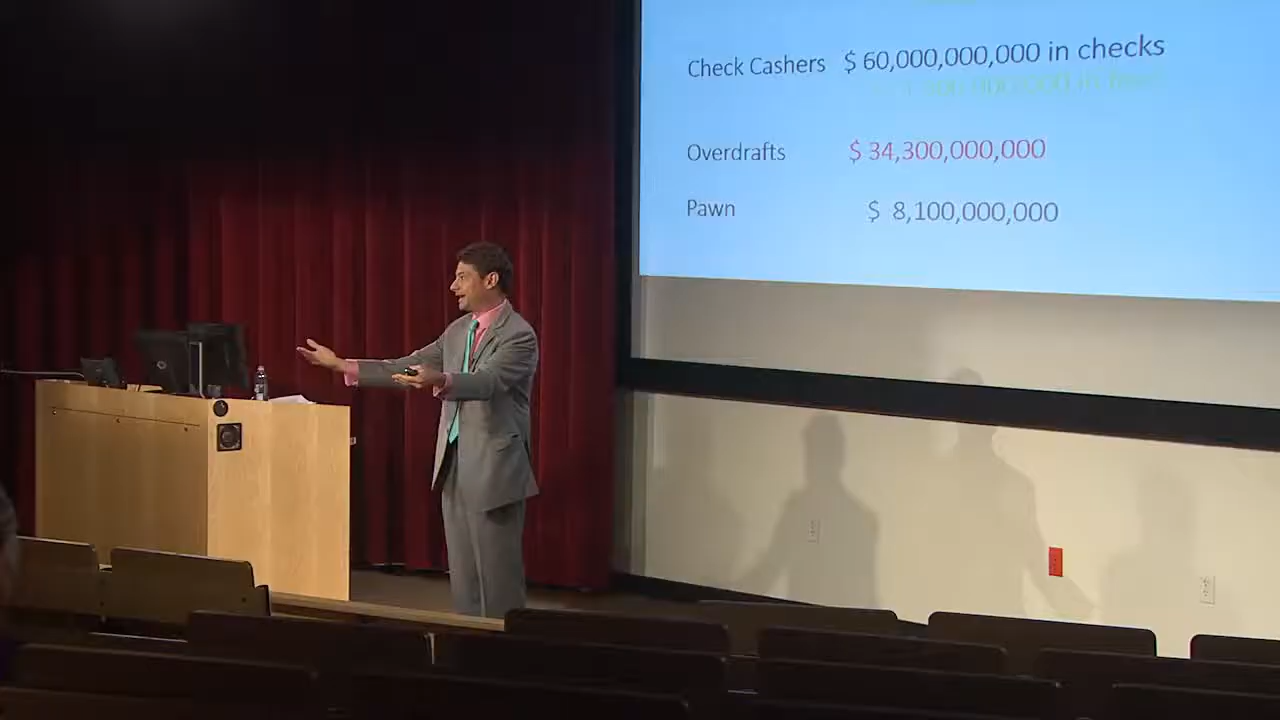 Check Cashers $ 60,000,000,000 in checks
Overdrafts $ 34,300,000,000
Pawn $ 8,100,000,000